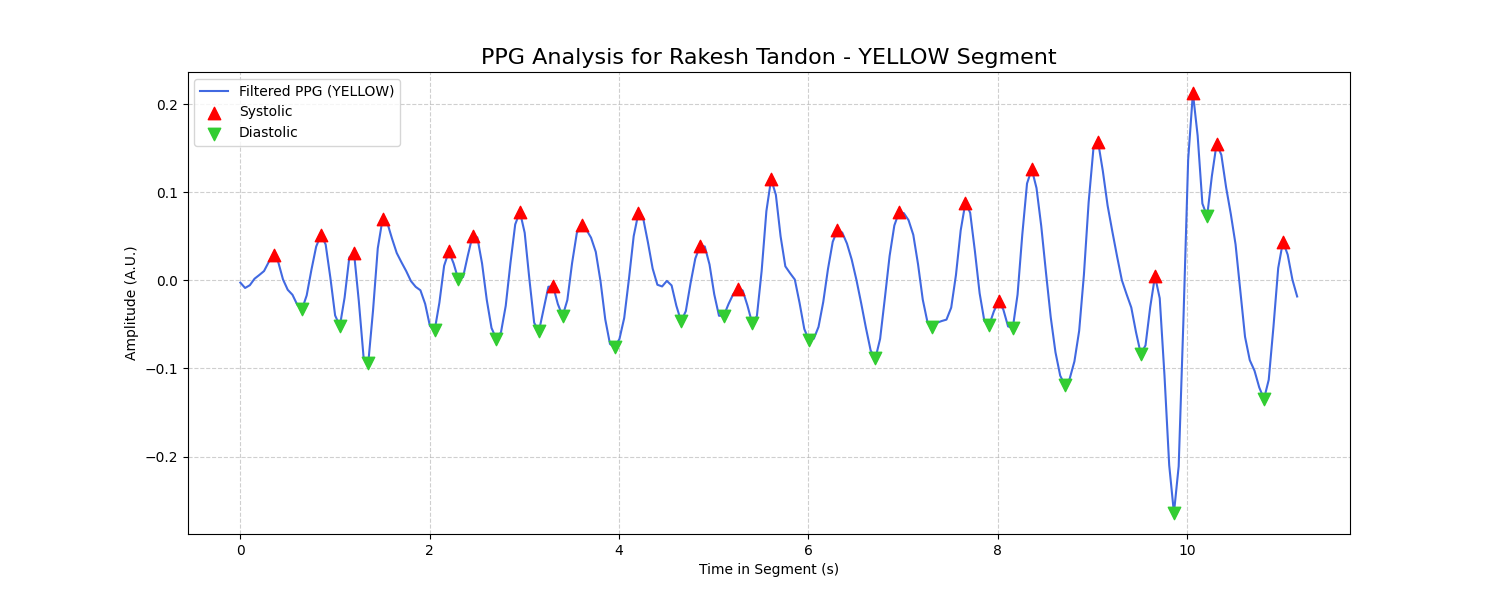 PPG Analysis for Rakesh Tandon - YELLOW Segment
Filtered PPG (YELLOW)
Systolic
Diastolic
Amplitude (A.U.)
0.2
0.1
0.0
−0.1
−0.2
0 2 4 6 8 10
Time in Segment (s)